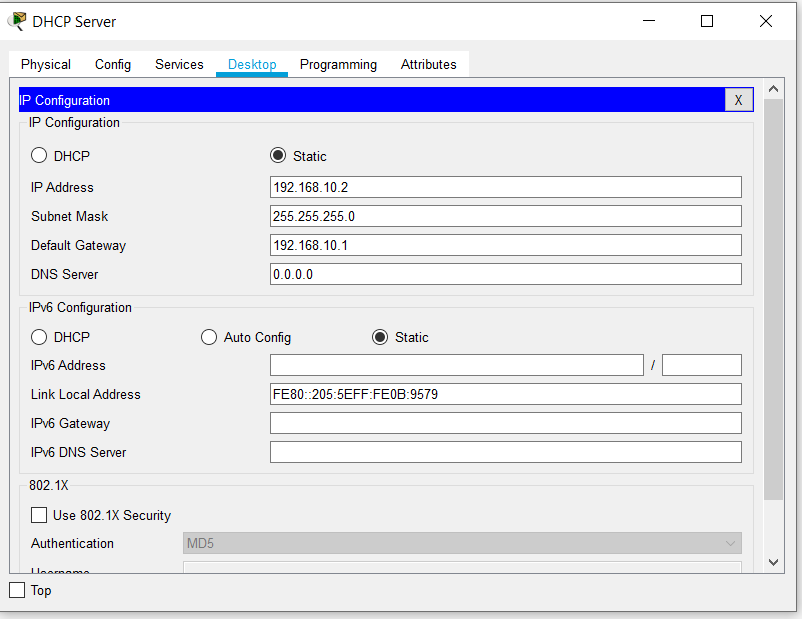 DHCP Server
Physical Config Services Desktop Programming Attributes
IP Configuration X
IP Configuration
DHCP Static
IP Address 192.168.10.2
Subnet Mask 255.255.255.0
Default Gateway 192.168.10.1
DNS Server 0.0.0.0
IPv6 Configuration
DHCP Auto Config Static
IPv6 Address /
Link Local Address FE80::205:5EFF:FE0B:9579
IPv6 Gateway
IPv6 DNS Server
802.1X
Use 802.1X Security
Authentication MD5
Username
Top